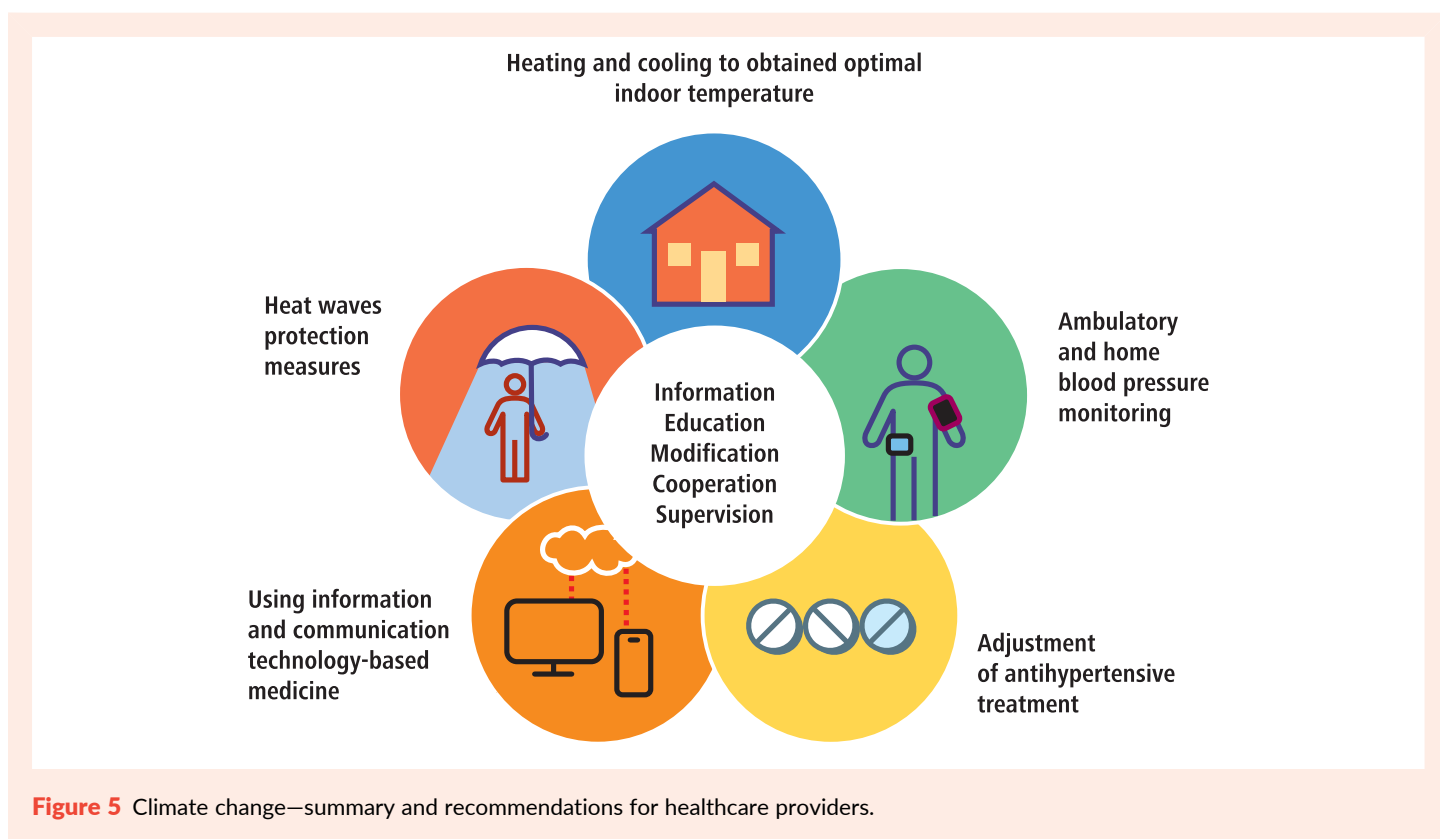 Heating and cooling to obtained optimal
indoor temperature
Heat waves
protection
measures
Ambulatory
and home
blood pressure
monitoring
Information
Education
Modification
Cooperation
Supervision
Using information
and communication
technology-based
medicine
Adjustment
of antihypertensive
treatment
Figure 5 Climate change—summary and recommendations for healthcare providers.